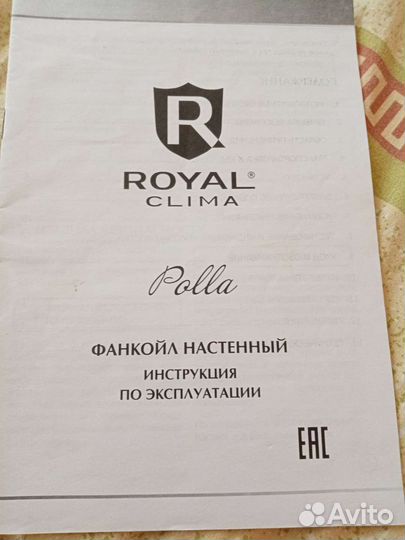 R
ROYAL®
CLIMA
Polla
ФАНКОЙЛ НАСТЕННЫЙ
ИНСТРУКЦИЯ
ПО ЭКСПЛУАТАЦИИ
EAC
Avito